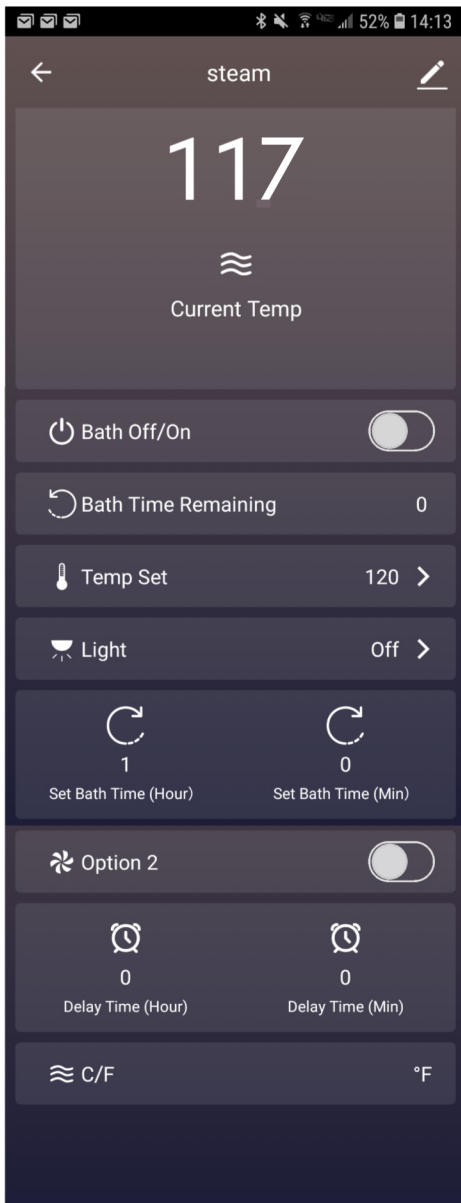 52% 14:13
steam
117
Current Temp
Bath Off/On
Bath Time Remaining 0
Temp Set 120
Light Off
1 0
Set Bath Time (Hour) Set Bath Time (Min)
Option 2
0 0
Delay Time (Hour) Delay Time (Min)
C/F °F